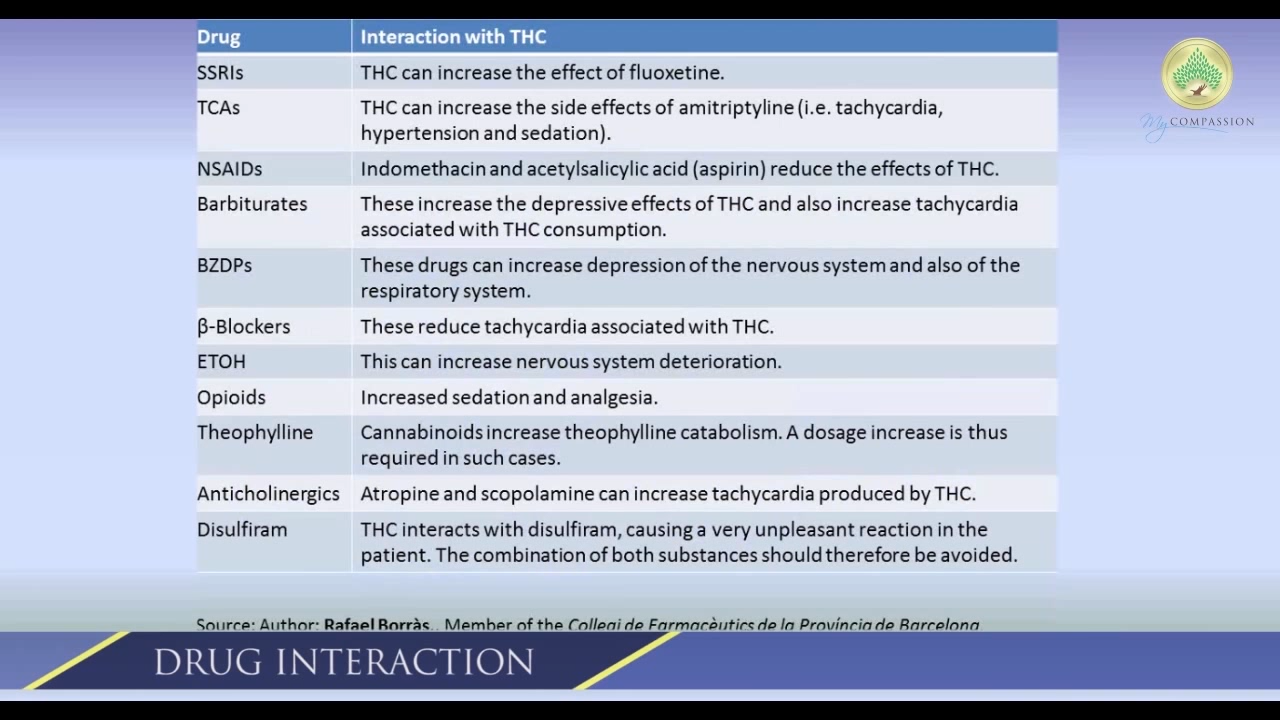 Drug Interaction with THC
SSRIs THC can increase the effect of fluoxetine.
TCAs THC can increase the side effects of amitriptyline (i.e. tachycardia,
hypertension and sedation).
NSAIDs Indomethacin and acetylsalicylic acid (aspirin) reduce the effects of THC.
Barbiturates These increase the depressive effects of THC and also increase tachycardia
associated with THC consumption.
BZDPs These drugs can increase depression of the nervous system and also of the
respiratory system.
β-Blockers These reduce tachycardia associated with THC.
ETOH This can increase nervous system deterioration.
Opioids Increased sedation and analgesia.
Theophylline Cannabinoids increase theophylline catabolism. A dosage increase is thus
required in such cases.
Anticholinergics Atropine and scopolamine can increase tachycardia produced by THC.
Disulfiram THC interacts with disulfiram, causing a very unpleasant reaction in the
patient. The combination of both substances should therefore be avoided.
Source: Author: Rafael Borràs., Member of the Collegi de Farmacèutics de la Província de Barcelona.
DRUG INTERACTION
My COMPASSION